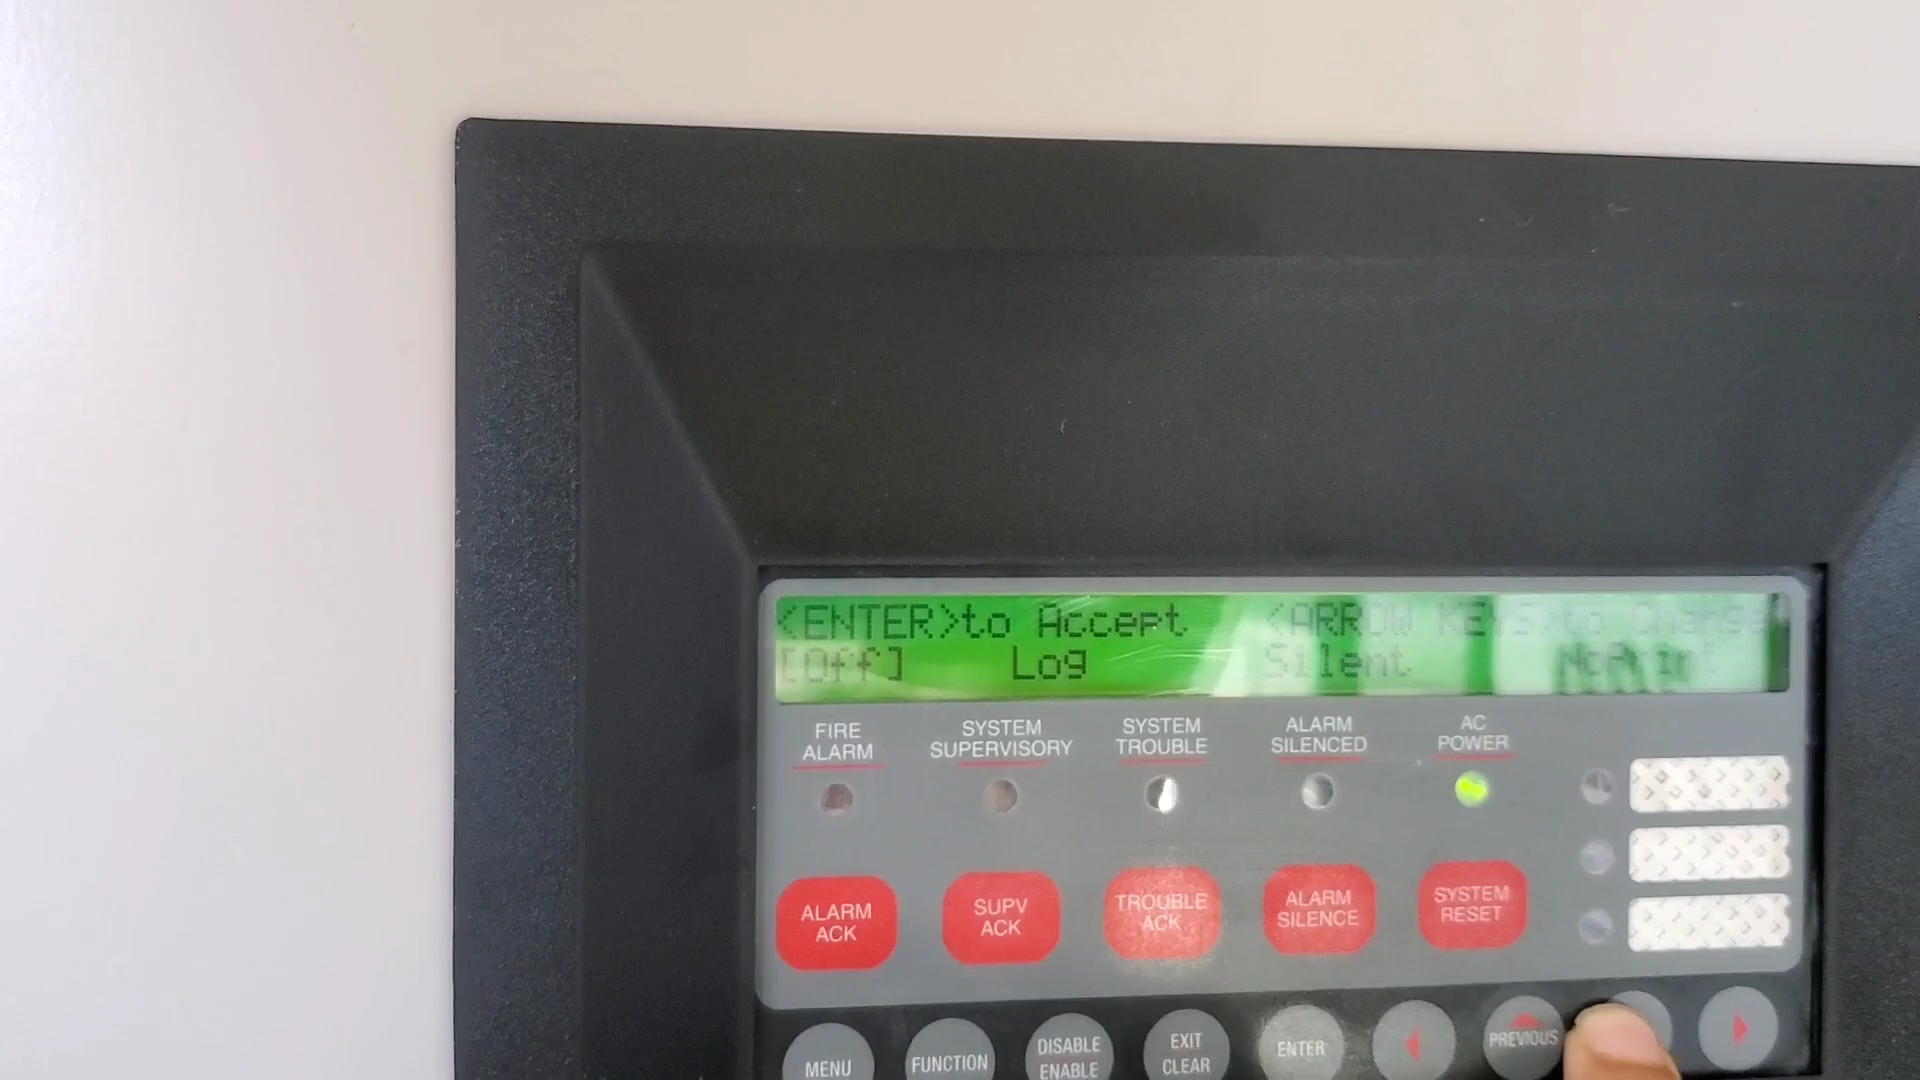 <ENTER>to Accept <ARROW KEYS>to Change
[Off] Log Silent NoPrint
FIRE ALARM
SYSTEM SUPERVISORY
SYSTEM TROUBLE
ALARM SILENCED
AC POWER
ALARM ACK
SUPV ACK
TROUBLE ACK
ALARM SILENCE
SYSTEM RESET
MENU
FUNCTION
DISABLE ENABLE
EXIT CLEAR
ENTER
PREVIOUS